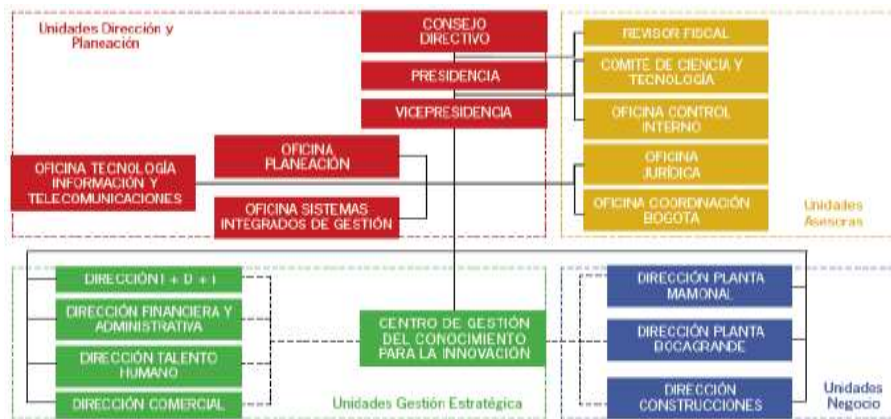 Unidades Dirección y
Planeación
CONSEJO
DIRECTIVO
PRESIDENCIA
VICEPRESIDENCIA
REVISOR FISCAL
COMITÉ DE CIENCIA Y
TECNOLOGÍA
OFICINA CONTROL
INTERNO
OFICINA
PLANEACIÓN
OFICINA TECNOLOGÍA
INFORMACIÓN Y
TELECOMUNICACIONES
OFICINA SISTEMAS
INTEGRADOS DE GESTIÓN
OFICINA
JURÍDICA
OFICINA COORDINACIÓN
BOGOTA
Unidades
Asesoras
DIRECCIÓN I + D + i
DIRECCIÓN FINANCIERA Y
ADMINISTRATIVA
DIRECCIÓN TALENTO
HUMANO
DIRECCIÓN COMERCIAL
CENTRO DE GESTIÓN
DEL CONOCIMIENTO
PARA LA INNOVACIÓN
Unidades Gestión Estratégica
DIRECCIÓN PLANTA
MAMONAL
DIRECCIÓN PLANTA
BOCAGRANDE
DIRECCIÓN
CONSTRUCCIONES
Unidades
Negocio